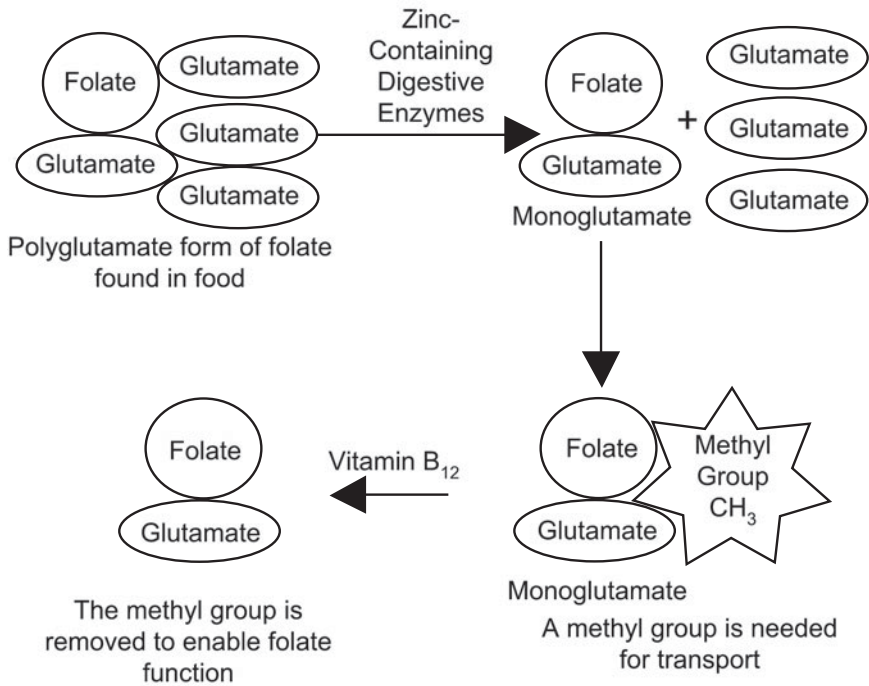 Folate
Glutamate
Glutamate
Glutamate
Glutamate
Polyglutamate form of folate
found in food
Zinc-
Containing
Digestive
Enzymes
Folate
Glutamate
Monoglutamate
+
Glutamate
Glutamate
Glutamate
Folate
Glutamate
Methyl
Group
CH₃
Monoglutamate
A methyl group is needed
for transport
Vitamin B₁₂
Folate
Glutamate
The methyl group is
removed to enable folate
function